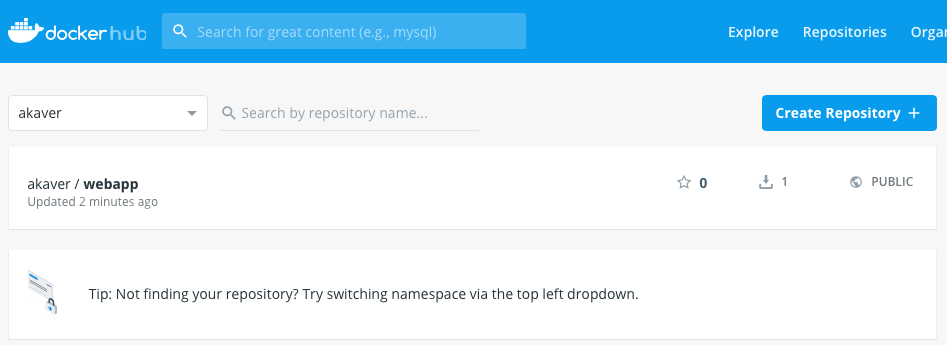 docker hub
Search for great content (e.g., mysql)
Explore
Repositories
Orga
akaver
Search by repository name...
Create Repository +
akaver / webapp
0
1
PUBLIC
Updated 2 minutes ago
Tip: Not finding your repository? Try switching namespace via the top left dropdown.